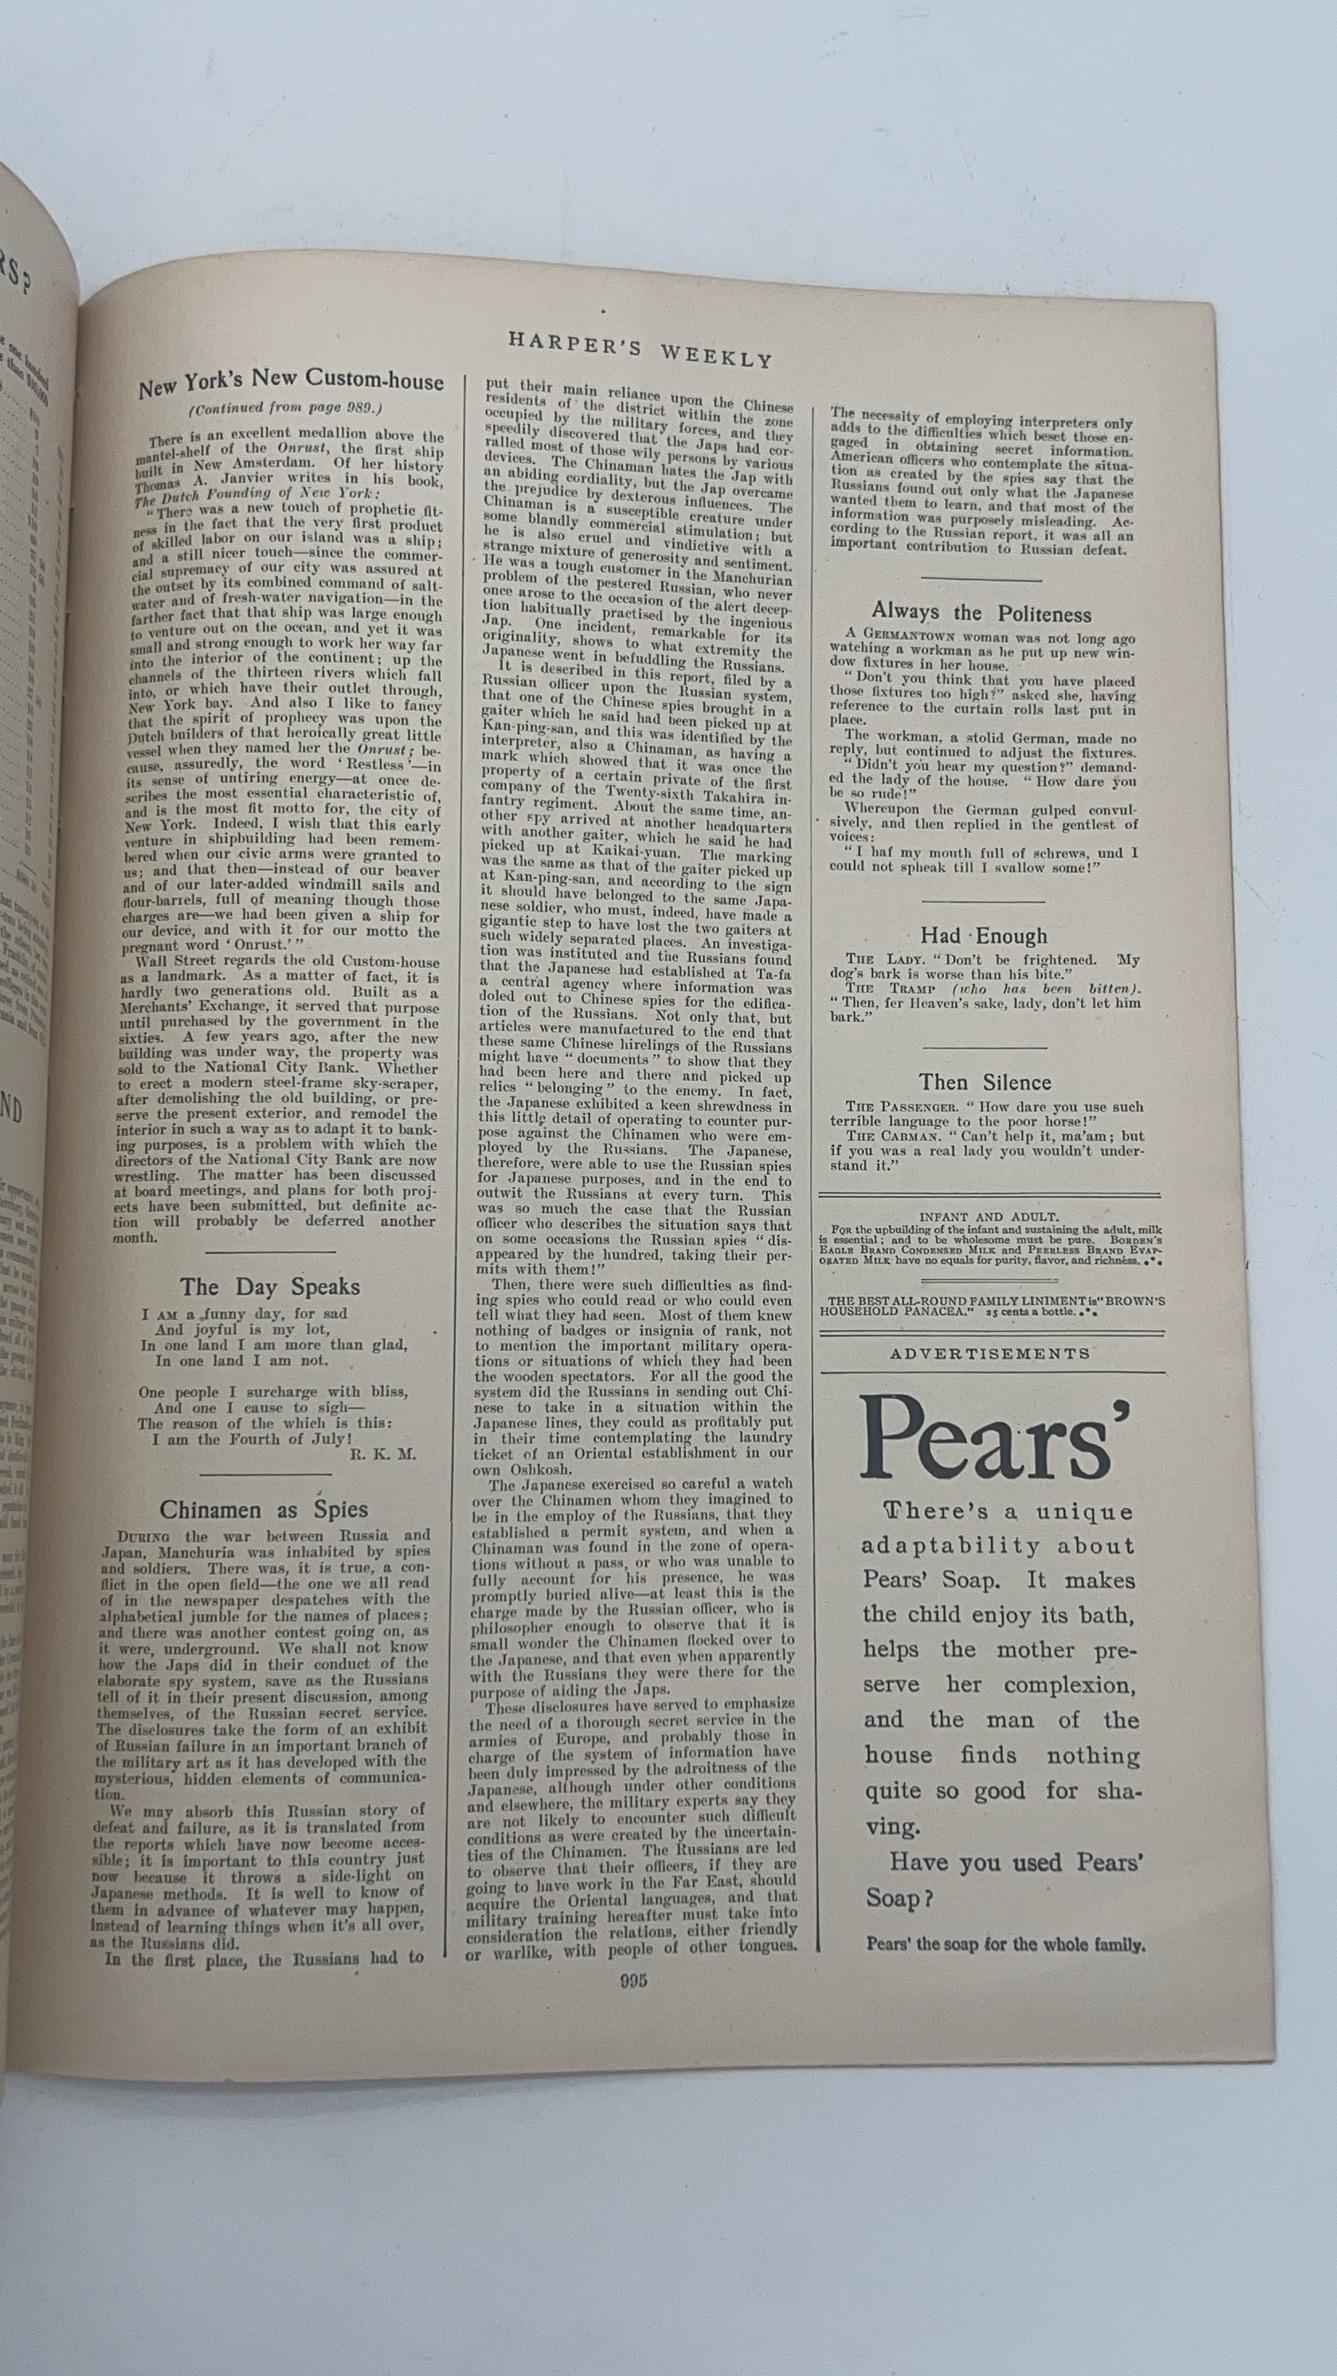 HARPER'S WEEKLY
New York's New Custom-house
(Continued from page 989.)
There is an excellent medallion above the
mantel-shelf of the Onrust, the first ship
built in New Amsterdam. Of her history
Thomas A. Janvier writes in his book,
The Dutch Founding of New York:
“There was a new touch of prophetic fit-
ness in the fact that the very first product
of skilled labor on our island was a ship;
and a still nicer touch—since the commer-
cial supremacy of our city was assured at
the outset by its combined command of salt-
water and of fresh-water navigation—in the
farther fact that that ship was large enough
to venture out on the ocean, and yet it was
small and strong enough to work her way far
into the interior of the continent; up the
channels of the thirteen rivers which fall
into, or which have their outlet through,
New York bay. And also I like to fancy
that the spirit of prophecy was upon the
Dutch builders of that heroically great little
vessel when they named her the Onrust; be-
cause, assuredly, the word ‘Restless’—in
its sense of untiring energy—at once de-
scribes the most essential characteristic of,
and is the most fit motto for, the city of
New York. Indeed, I wish that this early
venture in shipbuilding had been remem-
bered when our civic arms were granted to
us; and that then—instead of our beaver
and of our later-added windmill sails and
flour-barrels, full of meaning though those
charges are—we had been given a ship for
our device, and with it for our motto the
pregnant word ‘Onrust.’”
Wall Street regards the old Custom-house
as a landmark. As a matter of fact, it is
hardly two generations old. Built as a
Merchants' Exchange, it served that purpose
until purchased by the government in the
sixties. A few years ago, after the new
building was under way, the property was
sold to the National City Bank. Whether
to erect a modern steel-frame sky-scraper,
after demolishing the old building, or pre-
serve the present exterior, and remodel the
interior in such a way as to adapt it to bank-
ing purposes, is a problem with which the
directors of the National City Bank are now
wrestling. The matter has been discussed
at board meetings, and plans for both proj-
ects have been submitted, but definite ac-
tion will probably be deferred another
month.
The Day Speaks
I AM a funny day, for sad
And joyful is my lot,
In one land I am more than glad,
In one land I am not.
One people I surcharge with bliss,
And one I cause to sigh—
The reason of the which is this:
I am the Fourth of July!
R. K. M.
Chinamen as Spies
DURING the war between Russia and
Japan, Manchuria was inhabited by spies
and soldiers. There was, it is true, a con-
flict in the open field—the one we all read
of in the newspaper despatches with the
alphabetical jumble for the names of places;
and there was another contest going on, as
it were, underground. We shall not know
how the Japs did in their conduct of the
elaborate spy system, save as the Russians
tell of it in their present discussion, among
themselves, of the Russian secret service.
The disclosures take the form of an exhibit
of Russian failure in an important branch of
the military art as it has developed with the
mysterious, hidden elements of communica-
tion.
We may absorb this Russian story of
defeat and failure, as it is translated from
the reports which have now become acces-
sible; it is important to this country just
now because it throws a side-light on
Japanese methods. It is well to know of
them in advance of whatever may happen,
instead of learning things when it's all over,
as the Russians did.
In the first place, the Russians had to
put their main reliance upon the Chinese
residents of the district within the zone
occupied by the military forces, and they
speedily discovered that the Japs had cor-
ralled most of those wily persons by various
devices. The Chinaman hates the Jap with
an abiding cordiality, but the Jap overcame
the prejudice by dexterous influences. The
Chinaman is a susceptible creature under
some blandly commercial stimulation; but
he is also cruel and vindictive with a
strange mixture of generosity and sentiment.
He was a tough customer in the Manchurian
problem of the pestered Russian, who never
once arose to the occasion of the alert decep-
tion habitually practised by the ingenious
Jap. One incident, remarkable for its
originality, shows to what extremity the
Japanese went in befuddling the Russians.
It is described in this report, filed by a
Russian officer upon the Russian system,
that one of the Chinese spies brought in a
gaiter which he said had been picked up at
Kan-ping-san, and this was identified by the
interpreter, also a Chinaman, as having a
mark which showed that it was once the
property of a certain private of the first
company of the Twenty-sixth Takahira in-
fantry regiment. About the same time, an-
other spy arrived at another headquarters
with another gaiter, which he said he had
picked up at Kaikai-yuan. The marking
was the same as that of the gaiter picked up
at Kan-ping-san, and according to the sign
it should have belonged to the same Japa-
nese soldier, who must, indeed, have made a
gigantic step to have lost the two gaiters at
such widely separated places. An investiga-
tion was instituted and the Russians found
that the Japanese had established at Ta-fa
a central agency where information was
doled out to Chinese spies for the edifica-
tion of the Russians. Not only that, but
articles were manufactured to the end that
these same Chinese hirelings of the Russians
might have “documents” to show that they
had been here and there and picked up
relics “belonging” to the enemy. In fact,
the Japanese exhibited a keen shrewdness in
this little detail of operating to counter pur-
pose against the Chinamen who were em-
ployed by the Russians. The Japanese,
therefore, were able to use the Russian spies
for Japanese purposes, and in the end to
outwit the Russians at every turn. This
was so much the case that the Russian
officer who describes the situation says that
on some occasions the Russian spies “dis-
appeared by the hundred, taking their per-
mits with them!”
Then, there were such difficulties as find-
ing spies who could read or who could even
tell what they had seen. Most of them knew
nothing of badges or insignia of rank, not
to mention the important military opera-
tions or situations of which they had been
the wooden spectators. For all the good the
system did the Russians in sending out Chi-
nese to take in a situation within the
Japanese lines, they could as profitably put
in their time contemplating the laundry
ticket of an Oriental establishment in our
own Oshkosh.
The Japanese exercised so careful a watch
over the Chinamen whom they imagined to
be in the employ of the Russians, that they
established a permit system, and when a
Chinaman was found in the zone of opera-
tions without a pass, or who was unable to
fully account for his presence, he was
promptly buried alive—at least this is the
charge made by the Russian officer, who is
philosopher enough to observe that it is
small wonder the Chinamen flocked over to
the Japanese, and that even when apparently
with the Russians they were there for the
purpose of aiding the Japs.
These disclosures have served to emphasize
the need of a thorough secret service in the
armies of Europe, and probably those in
charge of the system of information have
been duly impressed by the adroitness of the
Japanese, although under other conditions
and elsewhere, the military experts say they
are not likely to encounter such difficult
conditions as were created by the uncertain-
ties of the Chinamen. The Russians are led
to observe that their officers, if they are
going to have work in the Far East, should
acquire the Oriental languages, and that
military training hereafter must take into
consideration the relations, either friendly
or warlike, with people of other tongues.
The necessity of employing interpreters only
adds to the difficulties which beset those en-
gaged in obtaining secret information.
American officers who contemplate the situa-
tion as created by the spies say that the
Russians found out only what the Japanese
wanted them to learn, and that most of the
information was purposely misleading. Ac-
cording to the Russian report, it was all an
important contribution to Russian defeat.
Always the Politeness
A GERMANTOWN woman was not long ago
watching a workman as he put up new win-
dow fixtures in her house.
“Don't you think that you have placed
those fixtures too high?” asked she, having
reference to the curtain rolls last put in
place.
The workman, a stolid German, made no
reply, but continued to adjust the fixtures.
“Didn't you hear my question?” demand-
ed the lady of the house. “How dare you
be so rude!”
Whereupon the German gulped convul-
sively, and then replied in the gentlest of
voices:
“I haf my mouth full of schrews, und I
could not spheak till I svallow some!”
Had Enough
THE LADY. “Don't be frightened. My
dog's bark is worse than his bite.”
THE TRAMP (who has been bitten).
“Then, fer Heaven's sake, lady, don't let him
bark.”
Then Silence
THE PASSENGER. “How dare you use such
terrible language to the poor horse!”
THE CABMAN. “Can't help it, ma'am; but
if you was a real lady you wouldn't under-
stand it.”
INFANT AND ADULT.
FOR the upbuilding of the infant and sustaining the adult, milk
is essential; and to be wholesome must be pure. BORDEN'S
EAGLE BRAND CONDENSED MILK and PEERLESS BRAND EVAP-
ORATED MILK have no equals for purity, flavor, and richness.
THE BEST ALL-ROUND FAMILY LINIMENT is “BROWN'S
HOUSEHOLD PANACEA.” 25 cents a bottle.
ADVERTISEMENTS
Pears'
There's a unique
adaptability about
Pears' Soap. It makes
the child enjoy its bath,
helps the mother pre-
serve her complexion,
and the man of the
house finds nothing
quite so good for sha-
ving.
Have you used Pears'
Soap?
Pears' the soap for the whole family.
995